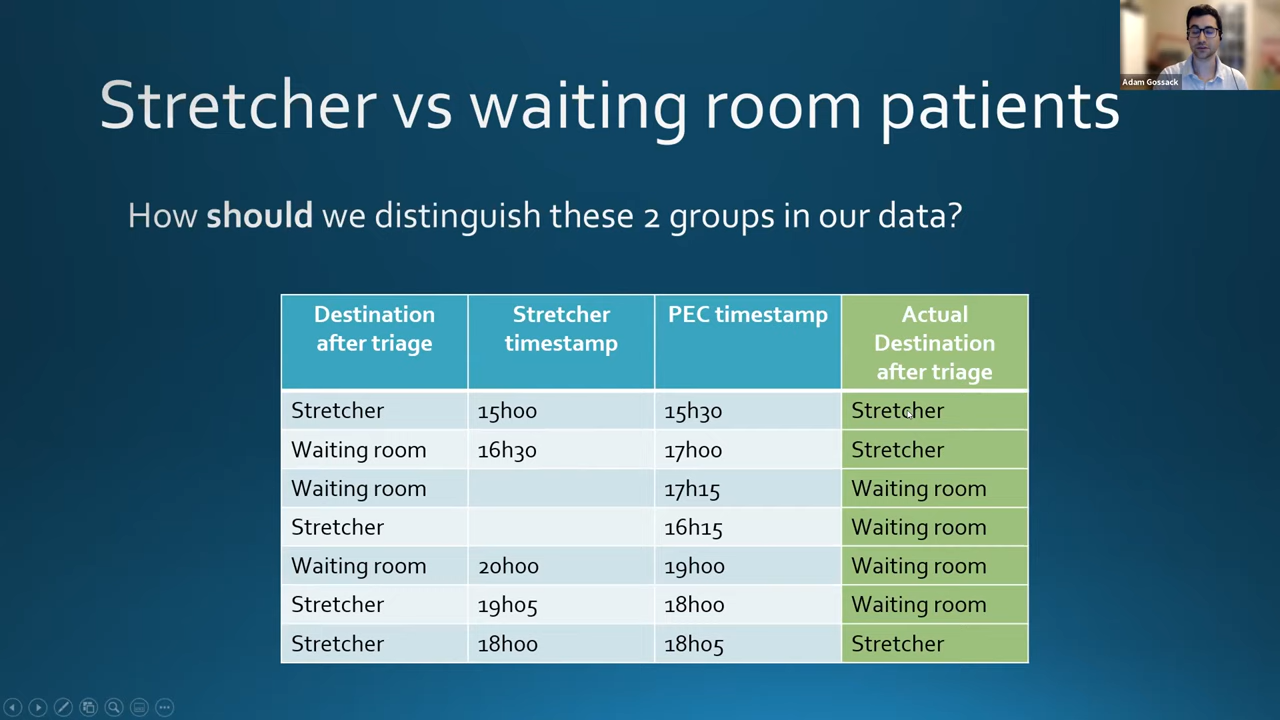 Adam Gossack
Stretcher vs waiting room patients
How should we distinguish these 2 groups in our data?
Destination after triage | Stretcher timestamp | PEC timestamp | Actual Destination after triage
Stretcher | 15h00 | 15h30 | Stretcher
Waiting room | 16h30 | 17h00 | Stretcher
Waiting room | | 17h15 | Waiting room
Stretcher | | 16h15 | Waiting room
Waiting room | 20h00 | 19h00 | Waiting room
Stretcher | 19h05 | 18h00 | Waiting room
Stretcher | 18h00 | 18h05 | Stretcher